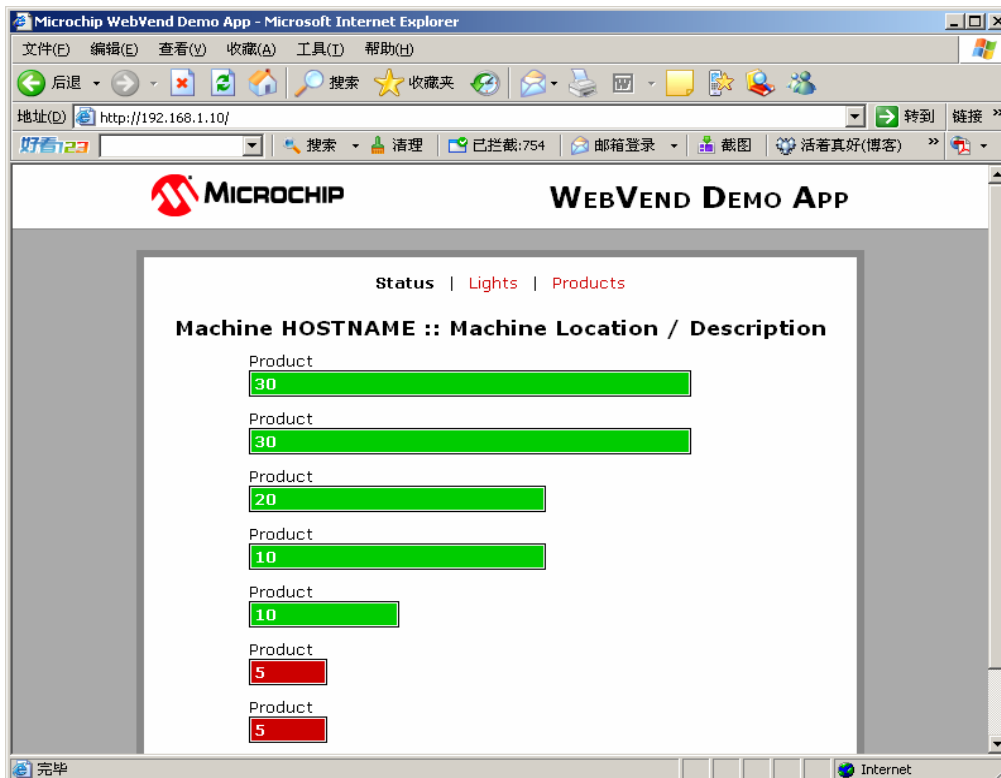 Microchip WebVend Demo App - Microsoft Internet Explorer
文件(F) 编辑(E) 查看(V) 收藏(A) 工具(T) 帮助(H)
后退 搜索 收藏夹
地址(D) http://192.168.1.10/ 转到 链接 »
好看123 搜索 清理 已拦截:754 邮箱登录 截图 活着真好(博客) »
MICROCHIP WEBVEND DEMO APP
Status | Lights | Products
Machine HOSTNAME :: Machine Location / Description
Product
30
Product
30
Product
20
Product
10
Product
10
Product
5
Product
5
完毕 Internet